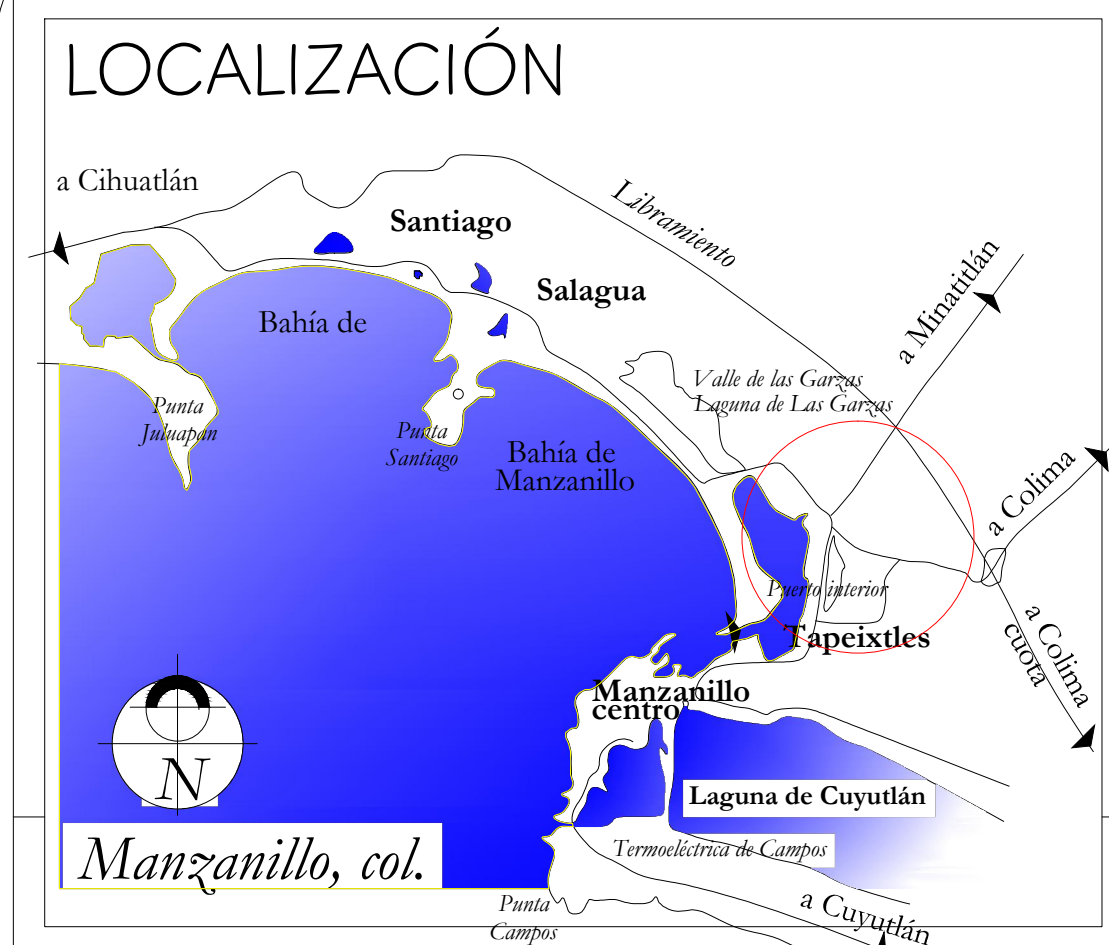 LOCALIZACIÓN
a Cihuatlán
Santiago
Libramiento
Salagua
a Minatitlán
Bahía de
Valle de las Garzas
Laguna de Las Garzas
Punta
Juluapan
Punta
Santiago
Bahía de
Manzanillo
a Colima
Puerto interior
Tapeixtles
a Colima
cuota
Manzanillo
centro
N
Laguna de Cuyutlán
Manzanillo, col.
Termoeléctrica de Campos
a Cuyutlán
Punta
Campos